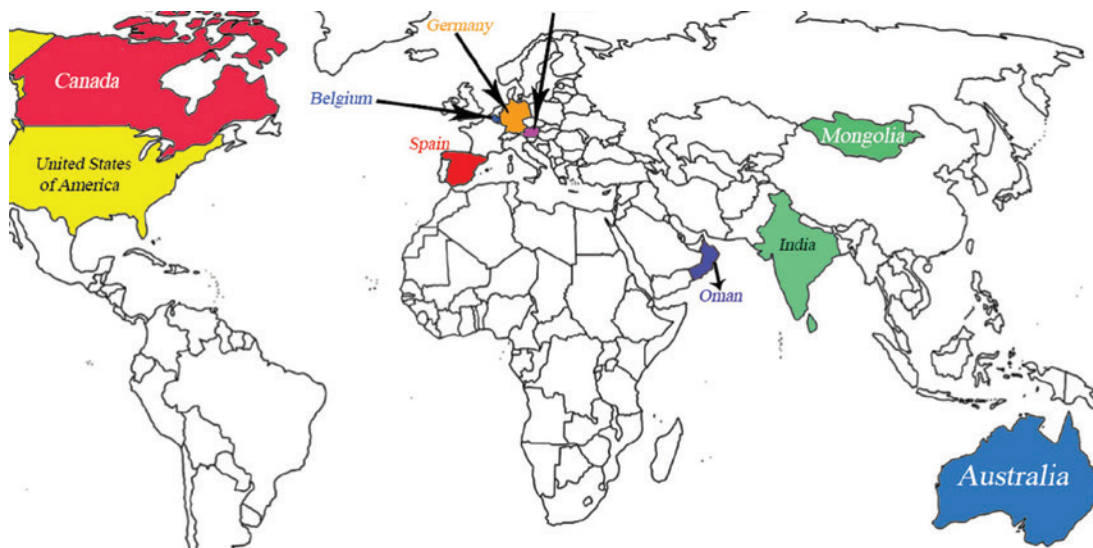 Germany
Canada
Belgium
Mongolia
Spain
United States
of America
India
Oman
Australia